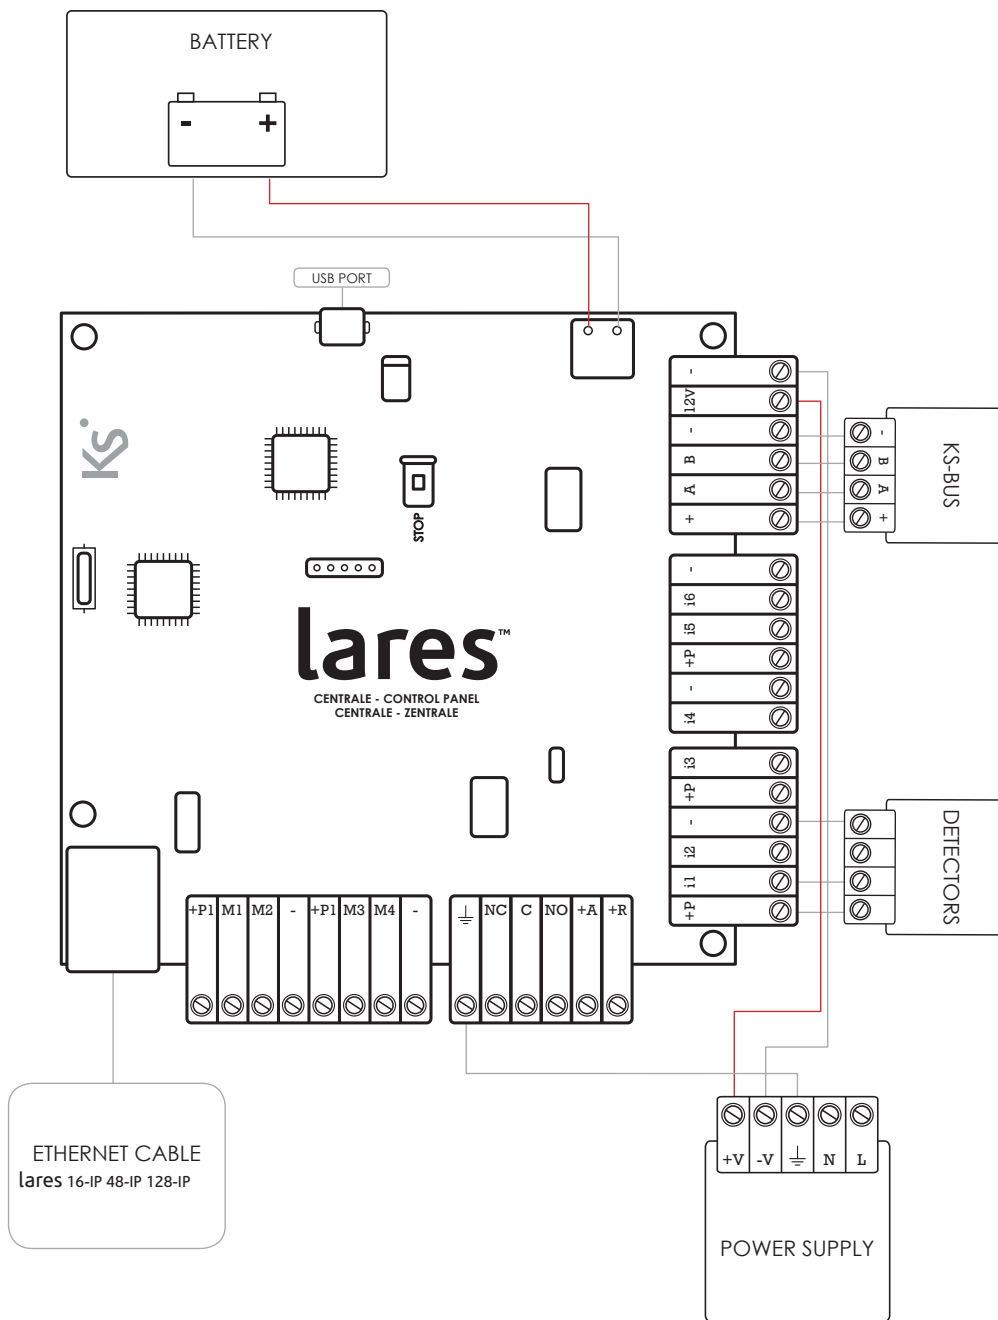 BATTERY
- +
USB PORT
Ks
STOP
lares™
CENTRALE - CONTROL PANEL
CENTRALE - ZENTRALE
-
12V
-
B
A
+
-
B
A
+
KS-BUS
-
i6
i5
+P
-
i4
i3
+P
-
i2
i1
+P
DETECTORS
+P1 M1 M2 - +P1 M3 M4 -
NC C NO +A +R
ETHERNET CABLE
lares 16-IP 48-IP 128-IP
+V -V N L
POWER SUPPLY